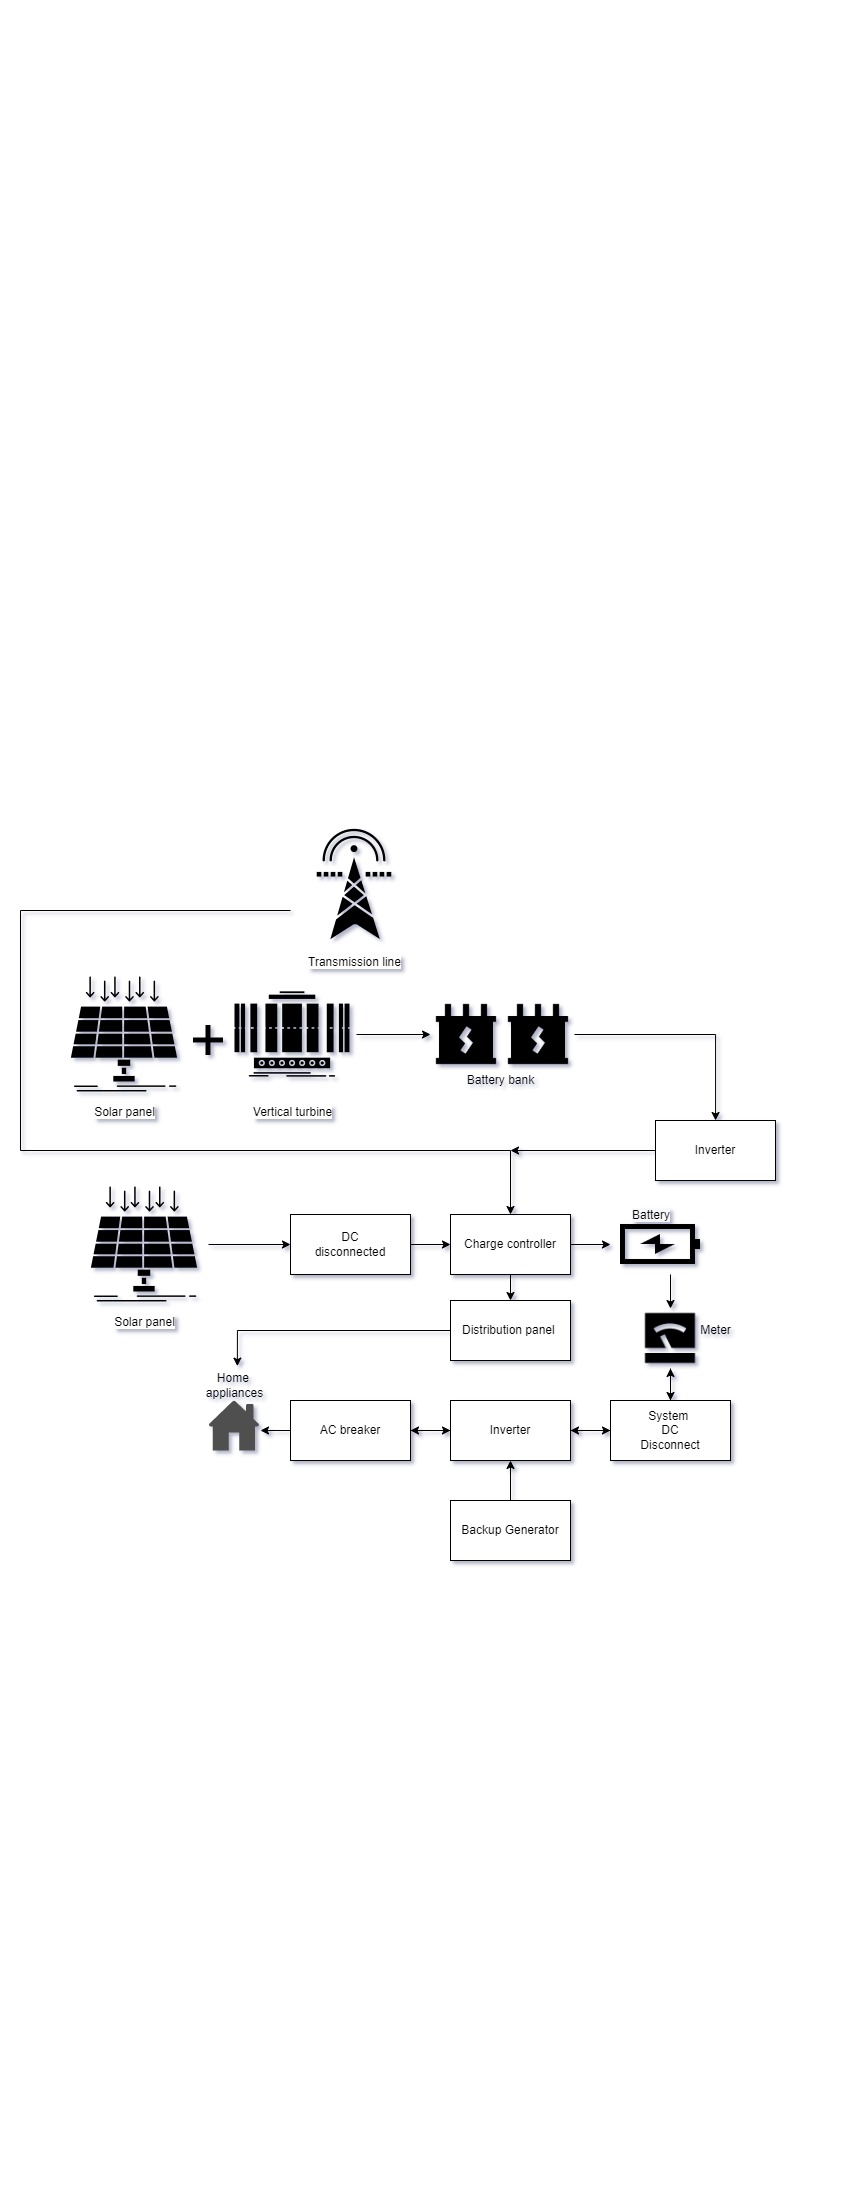 Transmission line
Battery bank
Solar panel
Vertical turbine
Inverter
Battery
DC
disconnected
Charge controller
Solar panel
Distribution panel
Meter
Home
appliances
AC breaker
Inverter
System
DC
Disconnect
Backup Generator